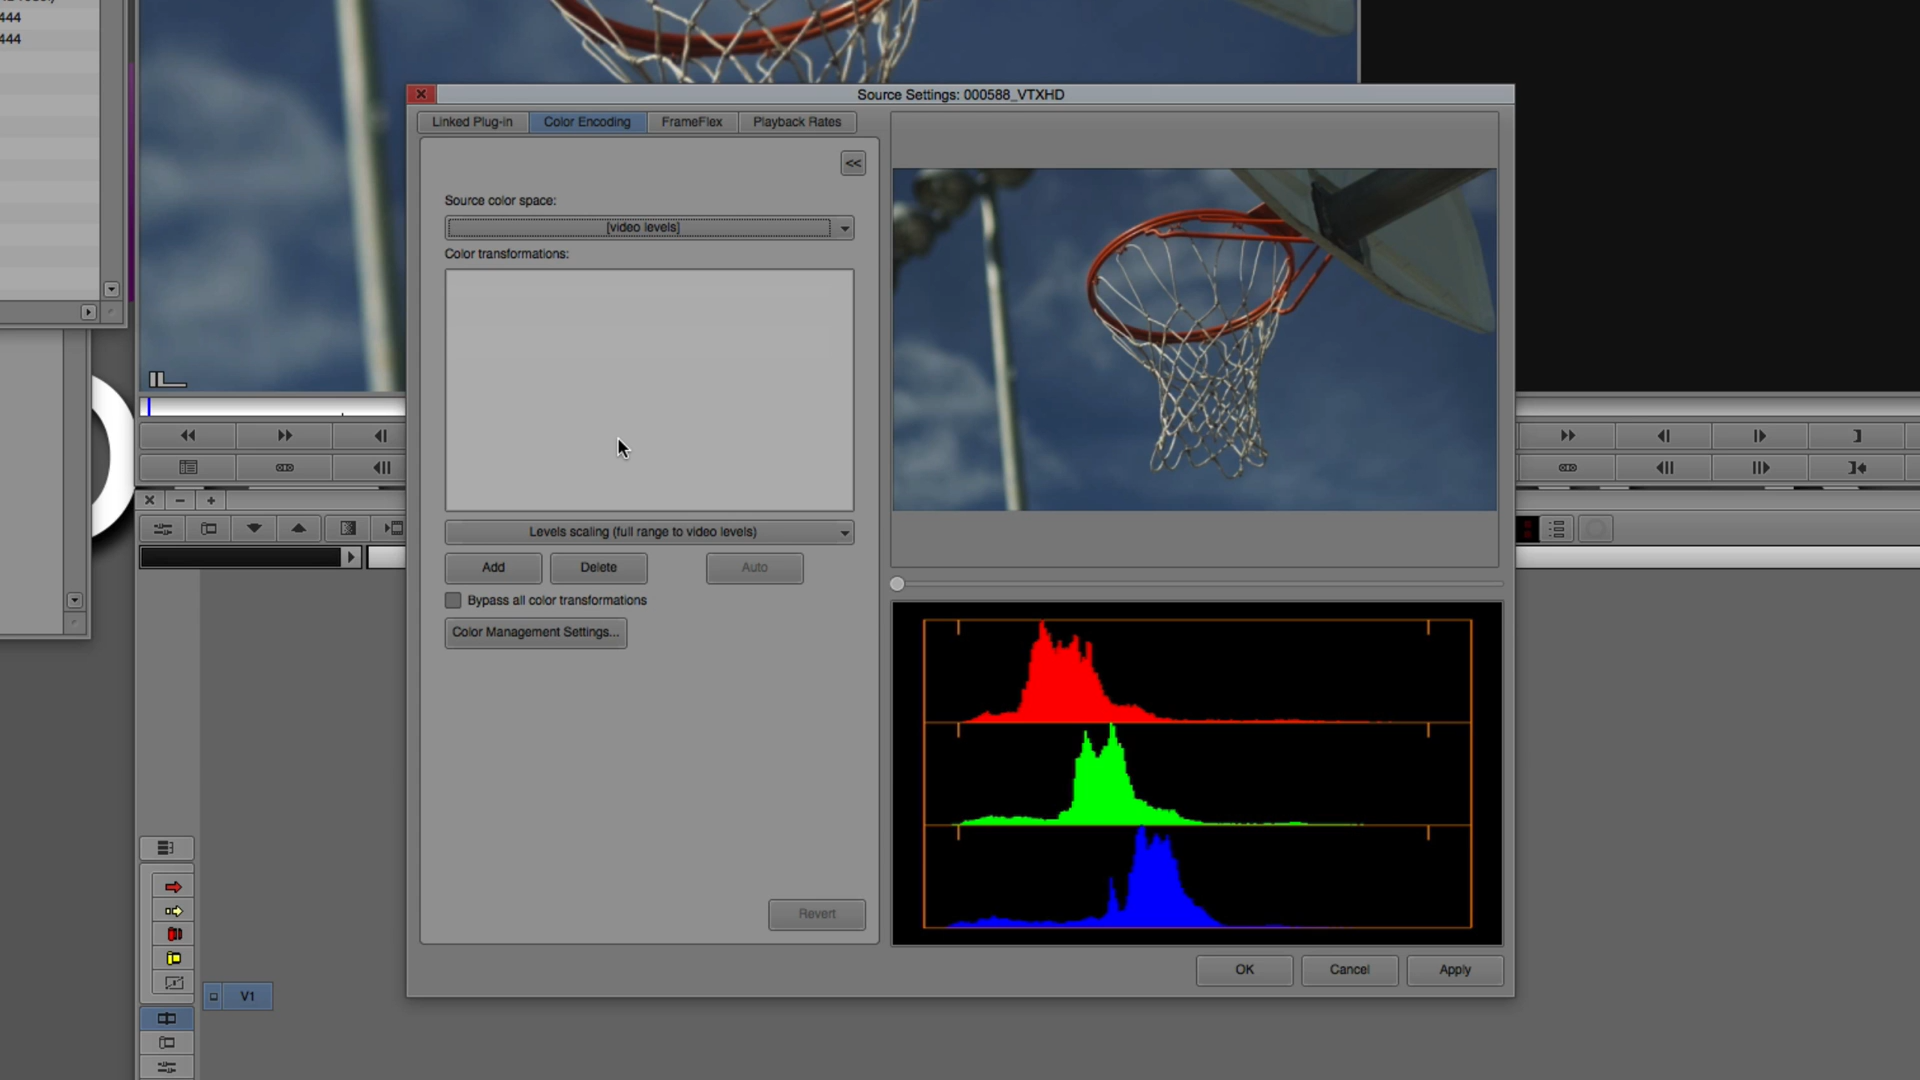 444
444
Source Settings: 000588_VTXHD
Linked Plug-in
Color Encoding
FrameFlex
Playback Rates
<<
Source color space:
[video levels]
Color transformations:
Levels scaling (full range to video levels)
Add
Delete
Auto
Bypass all color transformations
Color Management Settings...
Revert
OK
Cancel
Apply
V1